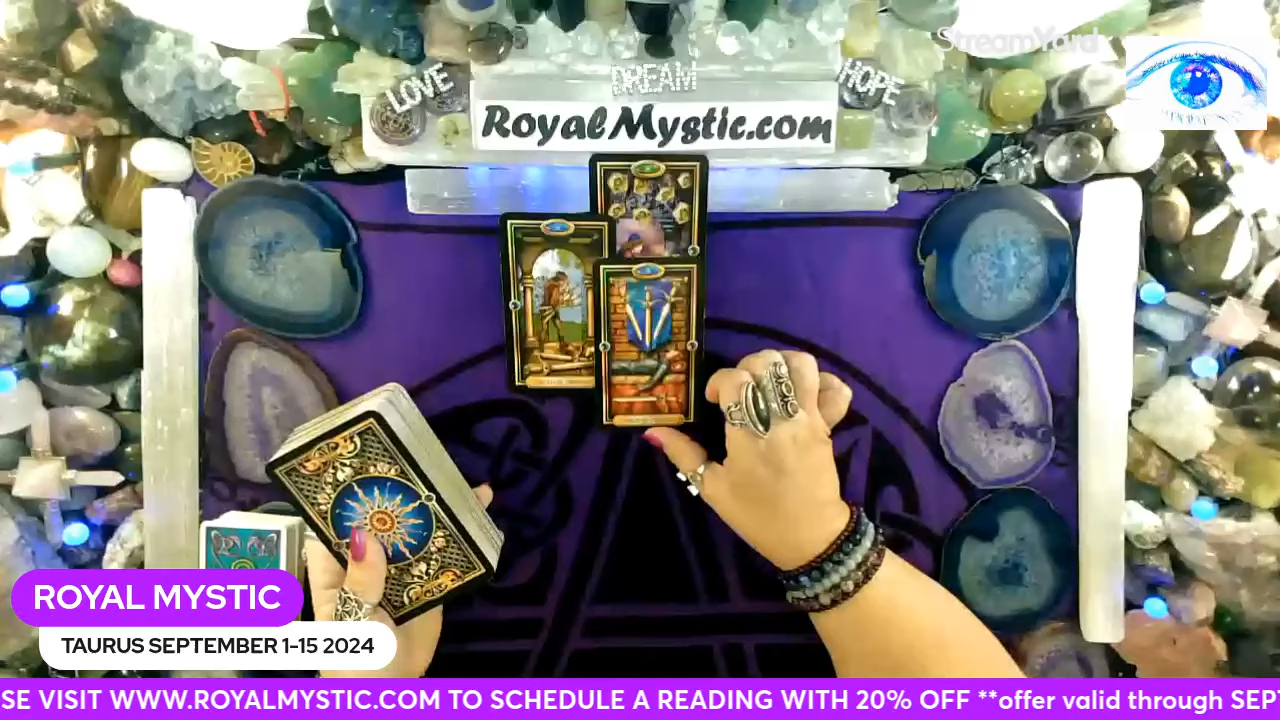 StreamYard
LOVE
DREAM
HOPE
RoyalMystic.com
ROYAL MYSTIC
TAURUS SEPTEMBER 1-15 2024
SE VISIT WWW.ROYALMYSTIC.COM TO SCHEDULE A READING WITH 20% OFF **offer valid through SEPT